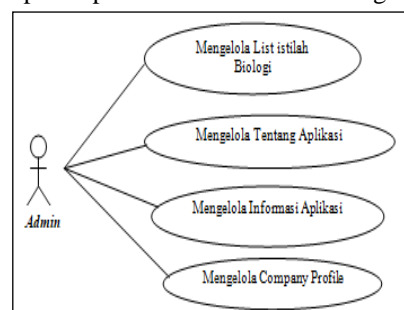 Mengelola List istilah
Biologi
Mengelola Tentang Aplikasi
Mengelola Informasi Aplikasi
Admin
Mengelola Company Profile